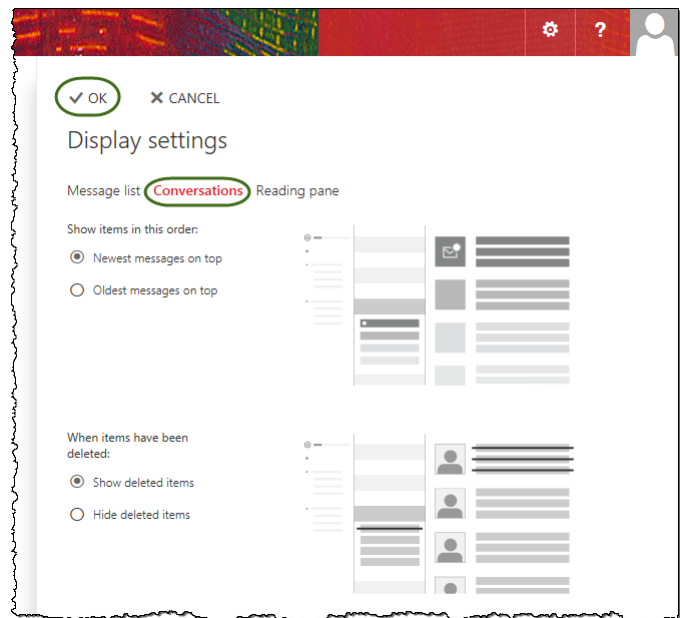 ?
OK CANCEL
Display settings
Message list Conversations Reading pane
Show items in this order:
Newest messages on top
Oldest messages on top
When items have been
deleted:
Show deleted items
Hide deleted items